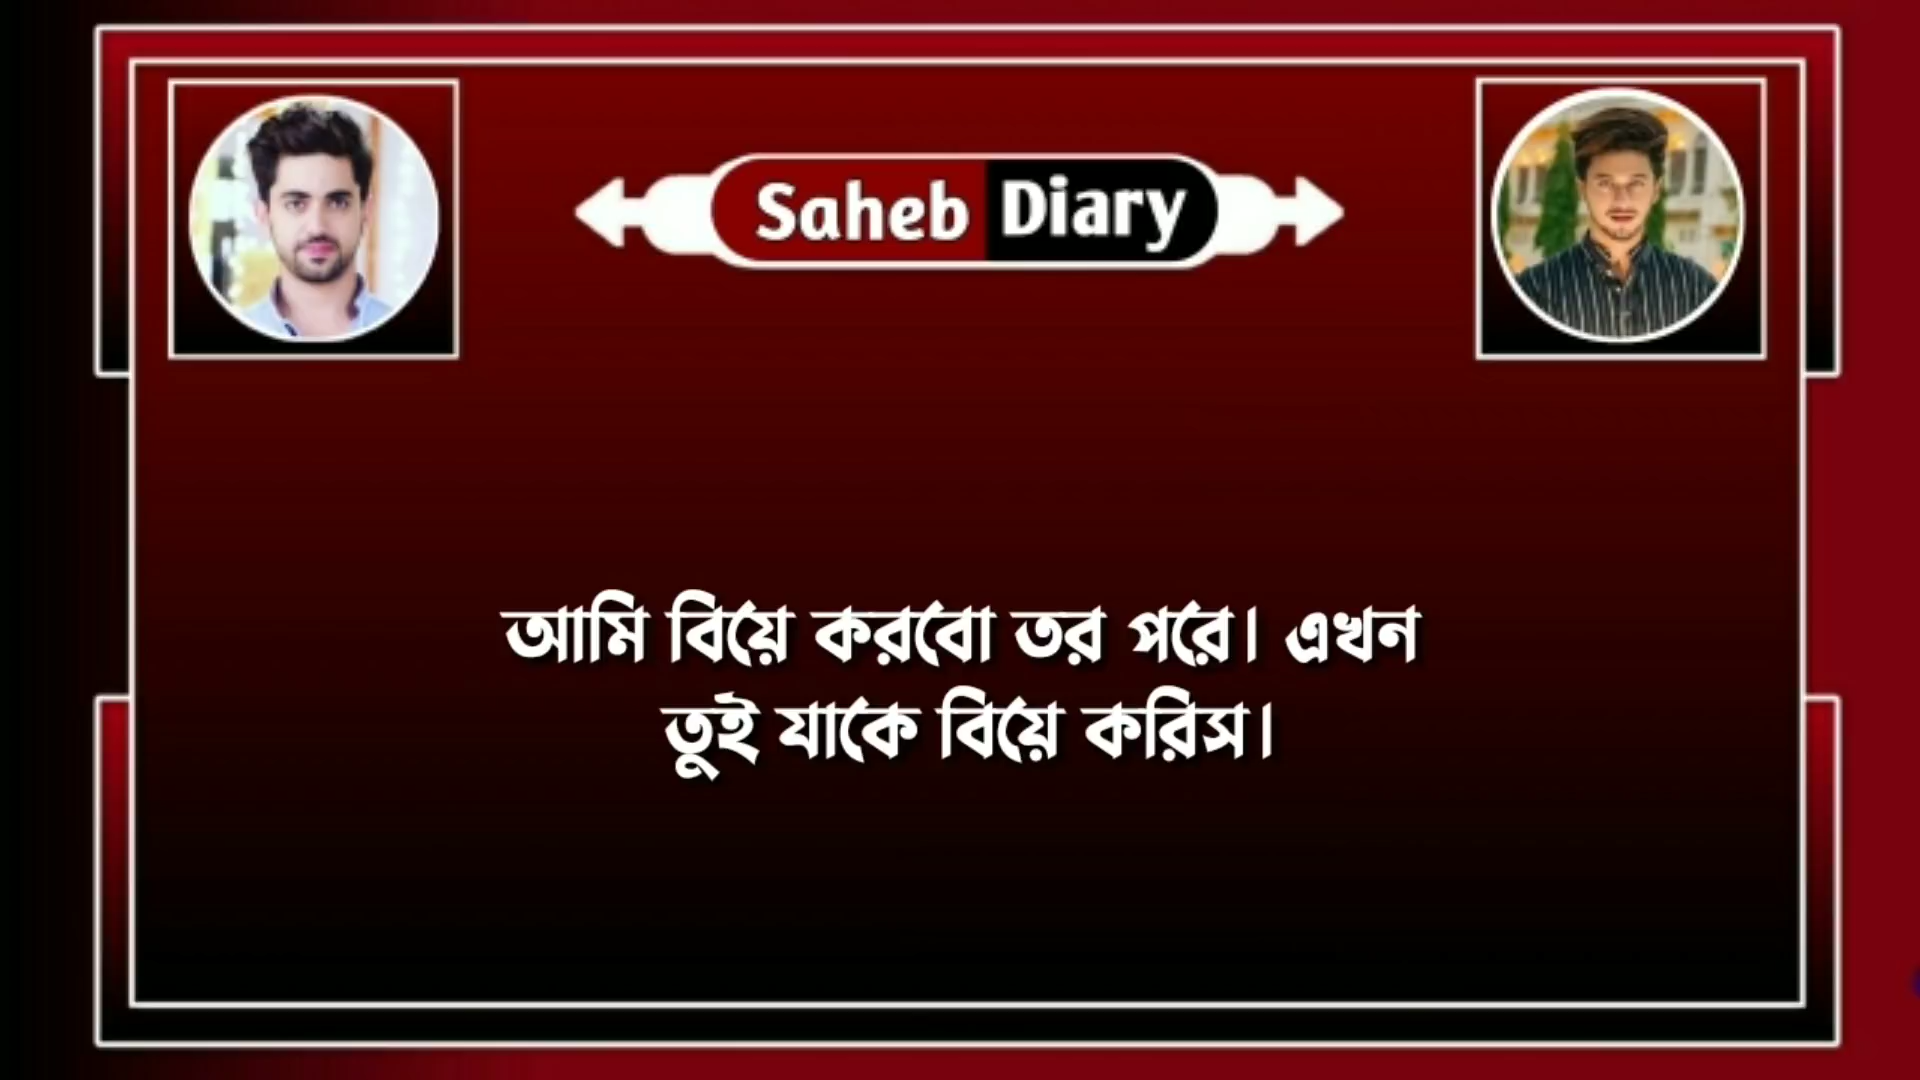 Saheb Diary
আমি বিয়ে করবো তর পরে। এখন
তুই যাকে বিয়ে করিস।